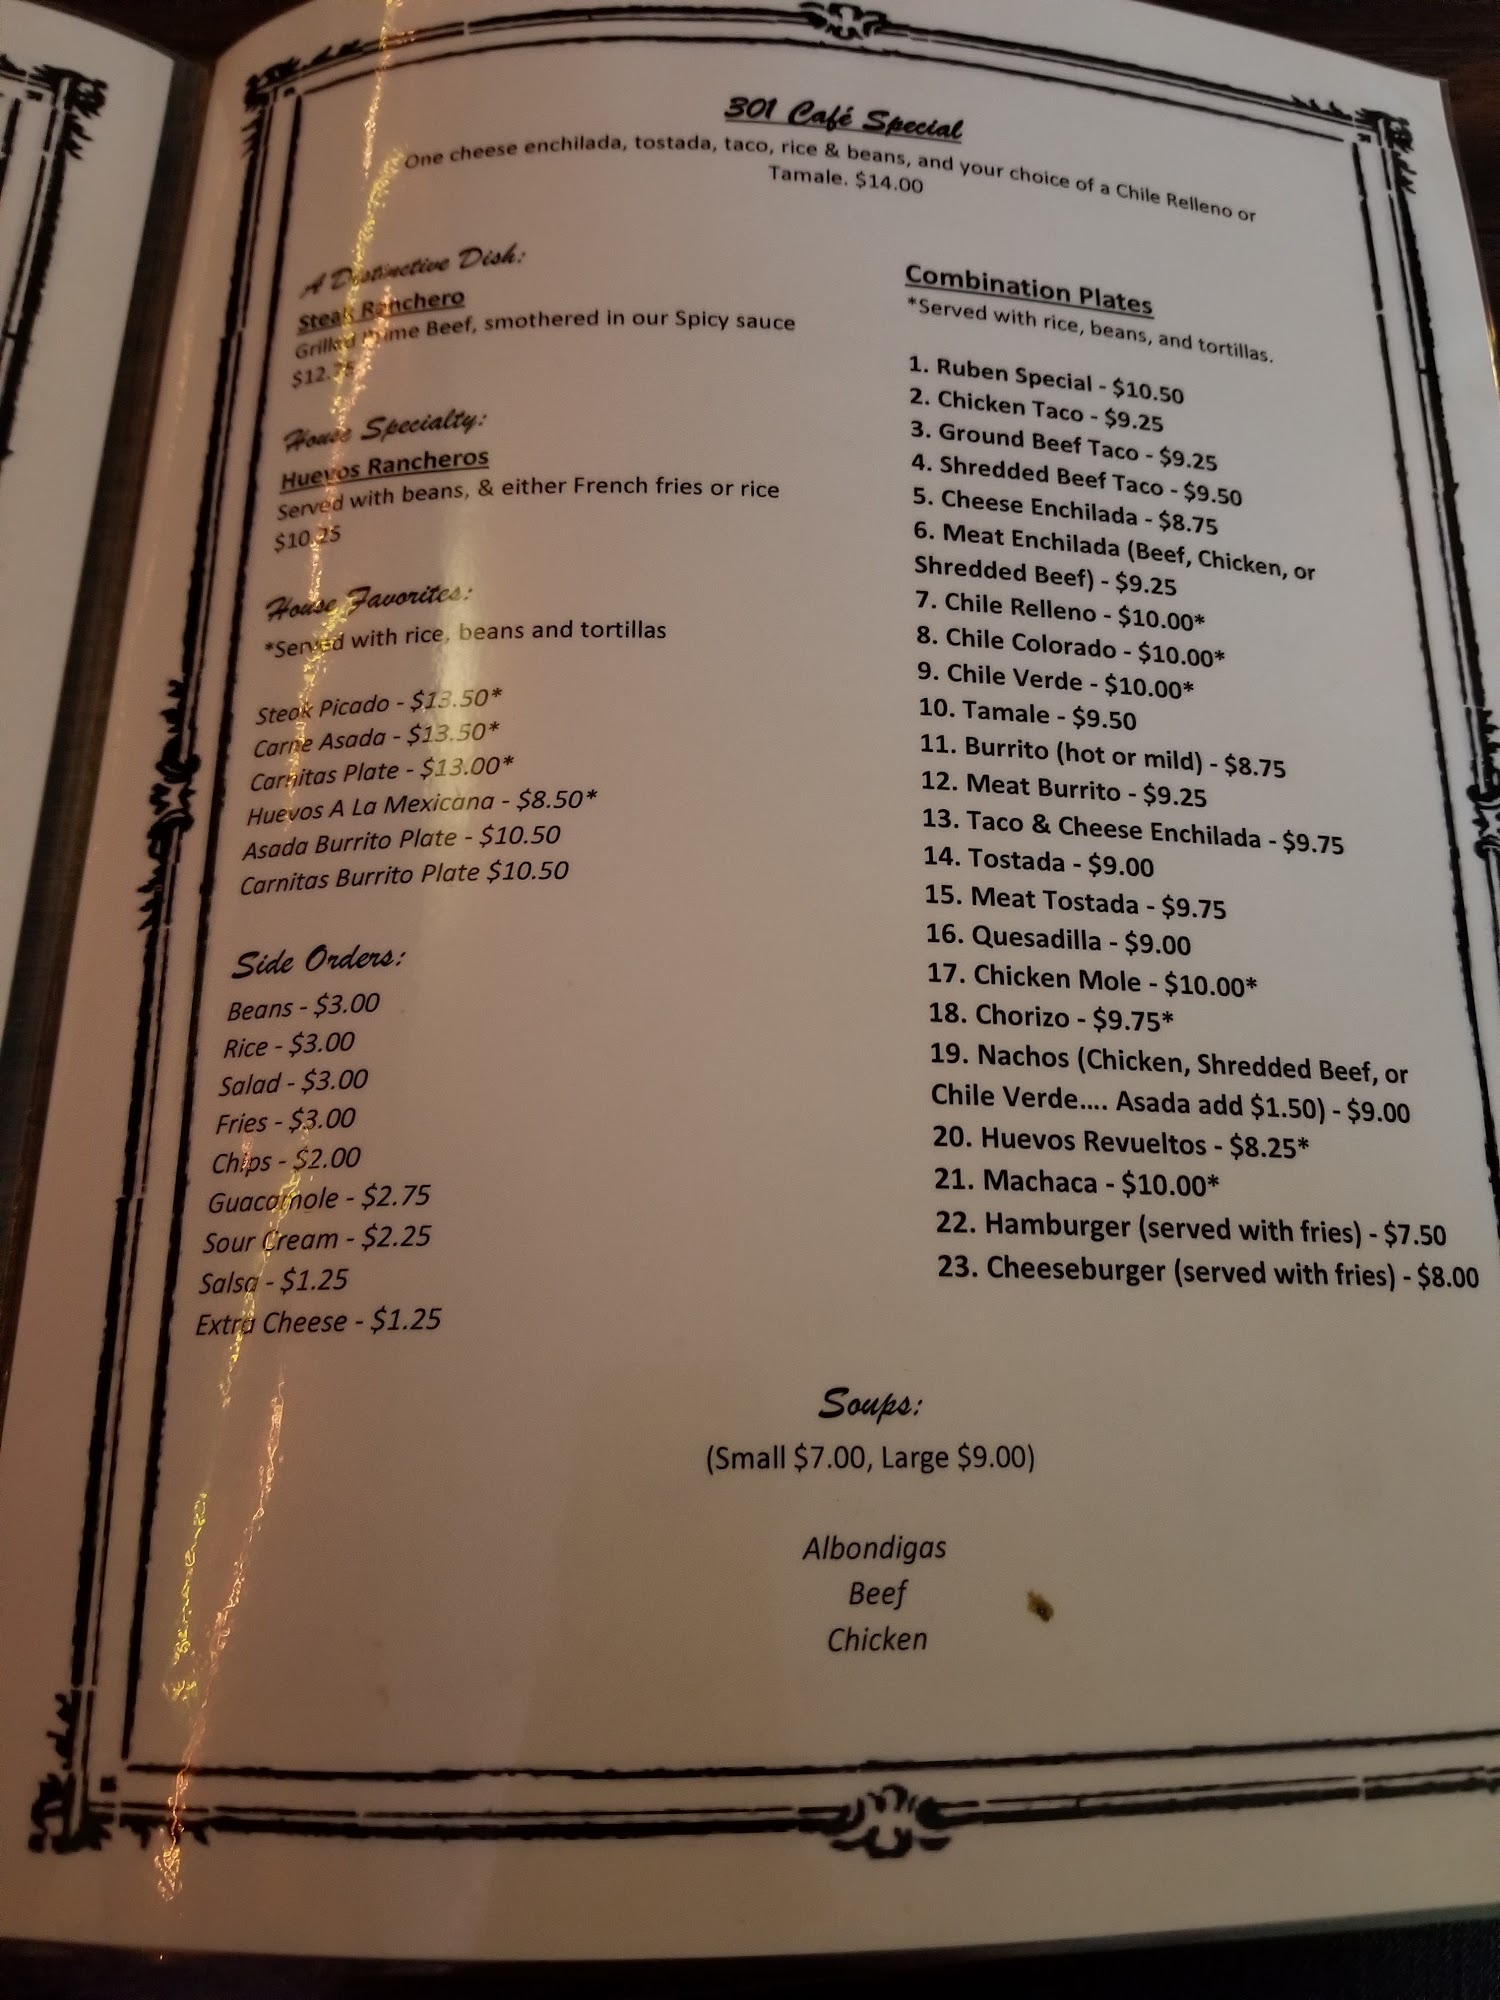 301 Café Special
One cheese enchilada, tostada, taco, rice & beans, and your choice of a Chile Relleno or
Tamale. $14.00
A Distinctive Dish:
Steak Ranchero
Grilled Prime Beef, smothered in our Spicy sauce
$12.75
House Specialty:
Huevos Rancheros
Served with beans, & either French fries or rice
$10.25
House Favorites:
*Served with rice, beans and tortillas
Steak Picado - $13.50*
Carne Asada - $13.50*
Carnitas Plate - $13.00*
Huevos A La Mexicana - $8.50*
Asada Burrito Plate - $10.50
Carnitas Burrito Plate $10.50
Side Orders:
Beans - $3.00
Rice - $3.00
Salad - $3.00
Fries - $3.00
Chips - $2.00
Guacamole - $2.75
Sour Cream - $2.25
Salsa - $1.25
Extra Cheese - $1.25
Combination Plates
*Served with rice, beans, and tortillas.
1. Ruben Special - $10.50
2. Chicken Taco - $9.25
3. Ground Beef Taco - $9.25
4. Shredded Beef Taco - $9.50
5. Cheese Enchilada - $8.75
6. Meat Enchilada (Beef, Chicken, or
Shredded Beef) - $9.25
7. Chile Relleno - $10.00*
8. Chile Colorado - $10.00*
9. Chile Verde - $10.00*
10. Tamale - $9.50
11. Burrito (hot or mild) - $8.75
12. Meat Burrito - $9.25
13. Taco & Cheese Enchilada - $9.75
14. Tostada - $9.00
15. Meat Tostada - $9.75
16. Quesadilla - $9.00
17. Chicken Mole - $10.00*
18. Chorizo - $9.75*
19. Nachos (Chicken, Shredded Beef, or
Chile Verde.... Asada add $1.50) - $9.00
20. Huevos Revueltos - $8.25*
21. Machaca - $10.00*
22. Hamburger (served with fries) - $7.50
23. Cheeseburger (served with fries) - $8.00
Soups:
(Small $7.00, Large $9.00)
Albondigas
Beef
Chicken